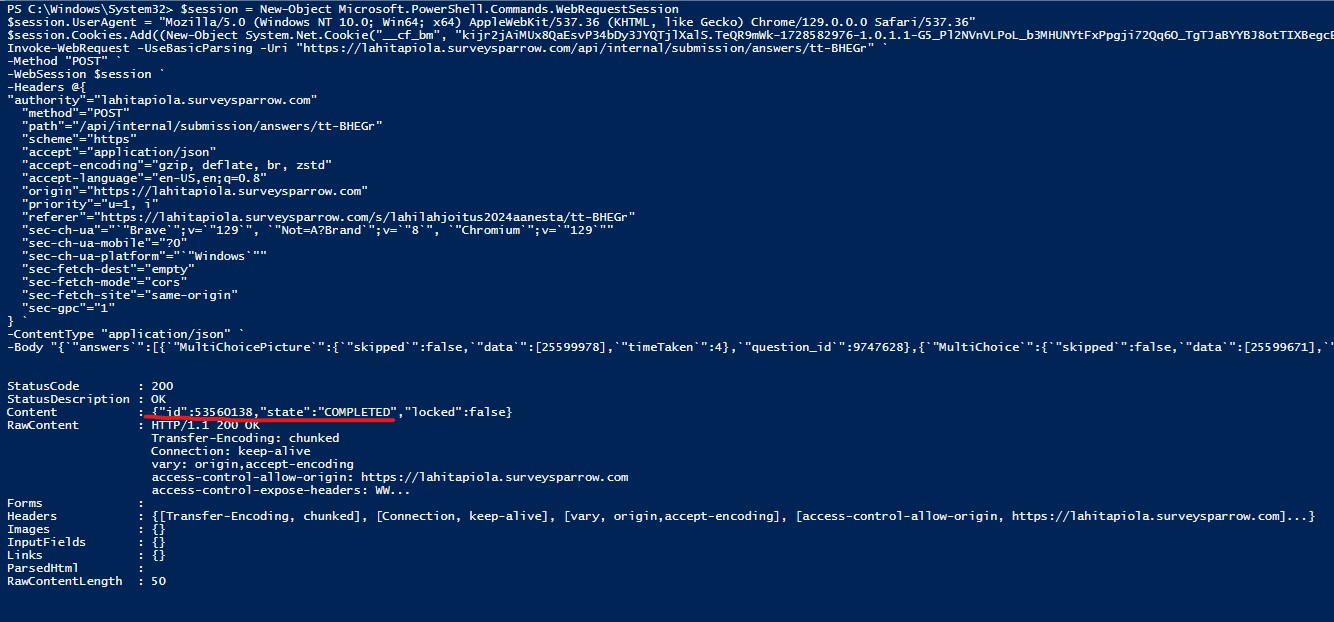 PS C:\Windows\System32> $session = New-Object Microsoft.PowerShell.Commands.WebRequestSession
$session.UserAgent = "Mozilla/5.0 (Windows NT 10.0; Win64; x64) AppleWebKit/537.36 (KHTML, like Gecko) Chrome/129.0.0.0 Safari/537.36"
$session.Cookies.Add((New-Object System.Net.Cookie("__cf_bm", "kijr2jAiMUx8QaEsvP34bDy3JYQTjlXalS.TeQR9mWk-1728582976-1.0.1.1-G5_Pl2NVnVLPoL_b3MHUNYtFxPpgji72Qq6O_TgTJaBYYBJ8otTIXBegcE
Invoke-WebRequest -UseBasicParsing -Uri "https://lahitapiola.surveysparrow.com/api/internal/submission/answers/tt-BHEGr" `
-Method "POST" `
-WebSession $session `
-Headers @{
"authority"="lahitapiola.surveysparrow.com"
"method"="POST"
"path"="/api/internal/submission/answers/tt-BHEGr"
"scheme"="https"
"accept"="application/json"
"accept-encoding"="gzip, deflate, br, zstd"
"accept-language"="en-US,en;q=0.8"
"origin"="https://lahitapiola.surveysparrow.com"
"priority"="u=1, i"
"referer"="https://lahitapiola.surveysparrow.com/s/lahilahjoitus2024aanesta/tt-BHEGr"
"sec-ch-ua"="`"Brave`";v=`"129`", `"Not=A?Brand`";v=`"8`", `"Chromium`";v=`"129`""
"sec-ch-ua-mobile"="?0"
"sec-ch-ua-platform"="`"Windows`""
"sec-fetch-dest"="empty"
"sec-fetch-mode"="cors"
"sec-fetch-site"="same-origin"
"sec-gpc"="1"
} `
-ContentType "application/json" `
-Body "{`"answers`":[{`"MultiChoicePicture`":{`"skipped`":false,`"data`":[25599978],`"timeTaken`":4},`"question_id`":9747628},{`"MultiChoice`":{`"skipped`":false,`"data`":[25599671],`"
StatusCode : 200
StatusDescription : OK
Content : {"id":53560138,"state":"COMPLETED","locked":false}
RawContent : HTTP/1.1 200 OK
Transfer-Encoding: chunked
Connection: keep-alive
vary: origin,accept-encoding
access-control-allow-origin: https://lahitapiola.surveysparrow.com
access-control-expose-headers: WW...
Forms :
Headers : {[Transfer-Encoding, chunked], [Connection, keep-alive], [vary, origin,accept-encoding], [access-control-allow-origin, https://lahitapiola.surveysparrow.com]...}
Images : {}
InputFields : {}
Links : {}
ParsedHtml :
RawContentLength : 50